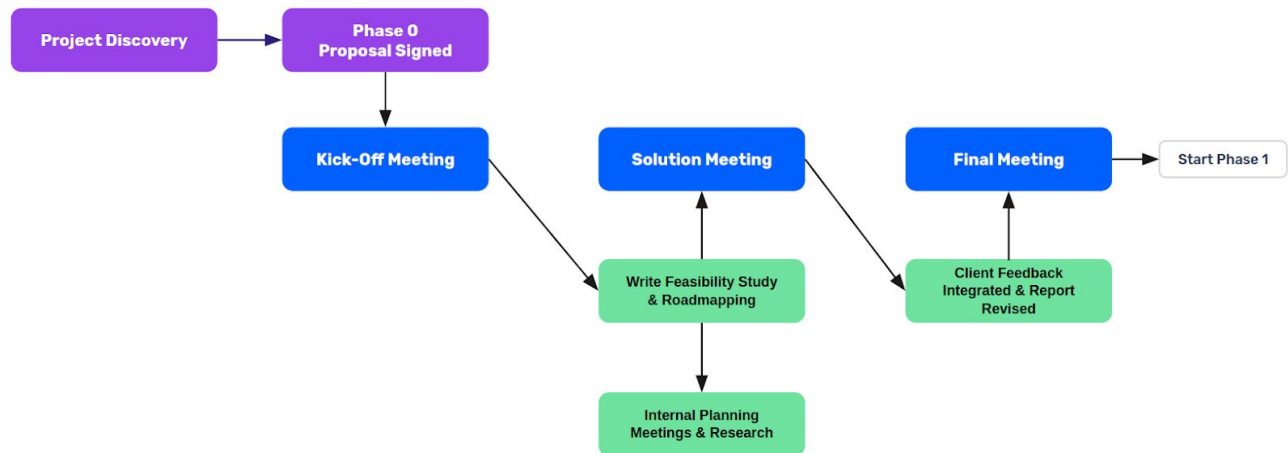 Project Discovery
Phase 0
Proposal Signed
Kick-Off Meeting
Solution Meeting
Final Meeting
Start Phase 1
Write Feasibility Study
& Roadmapping
Client Feedback
Integrated & Report
Revised
Internal Planning
Meetings & Research